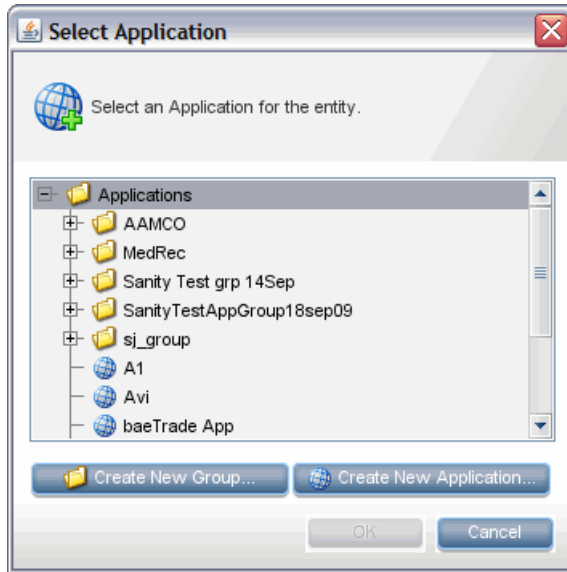 Select Application
Select an Application for the entity.
Applications
AAMCO
MedRec
Sanity Test grp 14Sep
SanityTestAppGroup18sep09
sj_group
A1
Avi
baeTrade App
Create New Group... Create New Application...
OK Cancel